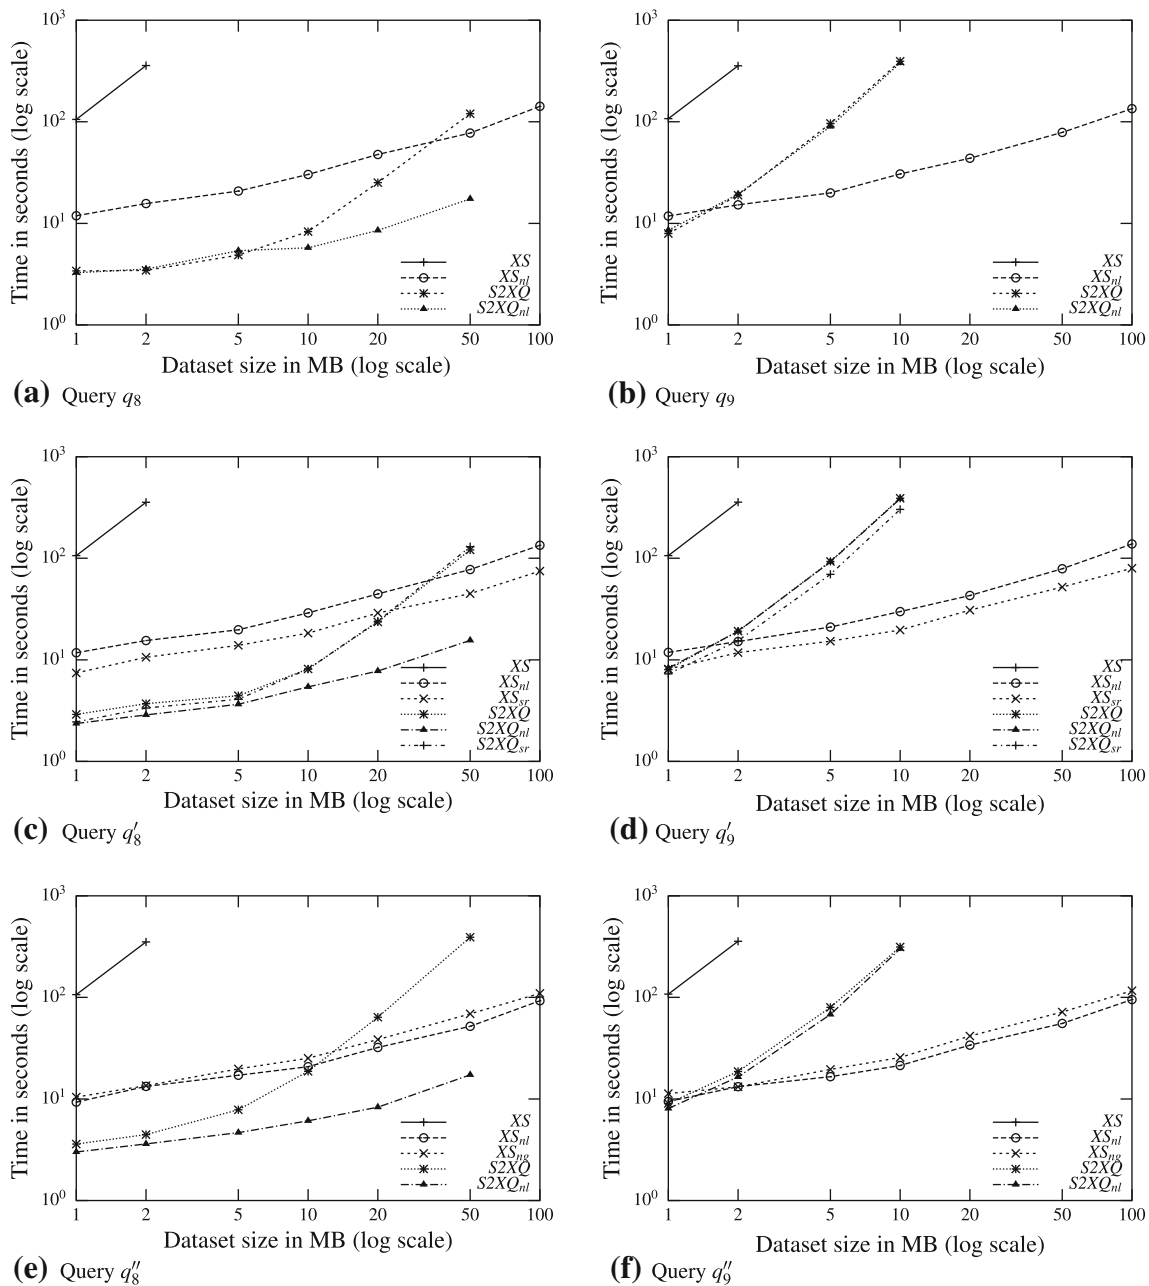 10³
10²
10¹
10⁰
Time in seconds (log scale)
XS
XSₙₗ
S2XQ
S2XQₙₗ
1 2 5 10 20 50 100
Dataset size in MB (log scale)
(a) Query q₈
10³
10²
10¹
10⁰
Time in seconds (log scale)
XS
XSₙₗ
S2XQ
S2XQₙₗ
1 2 5 10 20 50 100
Dataset size in MB (log scale)
(b) Query q₉
10³
10²
10¹
10⁰
Time in seconds (log scale)
XS
XSₙₗ
XSₛᵣ
S2XQ
S2XQₙₗ
S2XQₛᵣ
1 2 5 10 20 50 100
Dataset size in MB (log scale)
(c) Query q′₈
10³
10²
10¹
10⁰
Time in seconds (log scale)
XS
XSₙₗ
XSₛᵣ
S2XQ
S2XQₙₗ
S2XQₛᵣ
1 2 5 10 20 50 100
Dataset size in MB (log scale)
(d) Query q′₉
10³
10²
10¹
10⁰
Time in seconds (log scale)
XS
XSₙₗ
XS_ng
S2XQ
S2XQₙₗ
1 2 5 10 20 50 100
Dataset size in MB (log scale)
(e) Query q″₈
10³
10²
10¹
10⁰
Time in seconds (log scale)
XS
XSₙₗ
XS_ng
S2XQ
S2XQₙₗ
1 2 5 10 20 50 100
Dataset size in MB (log scale)
(f) Query q″₉